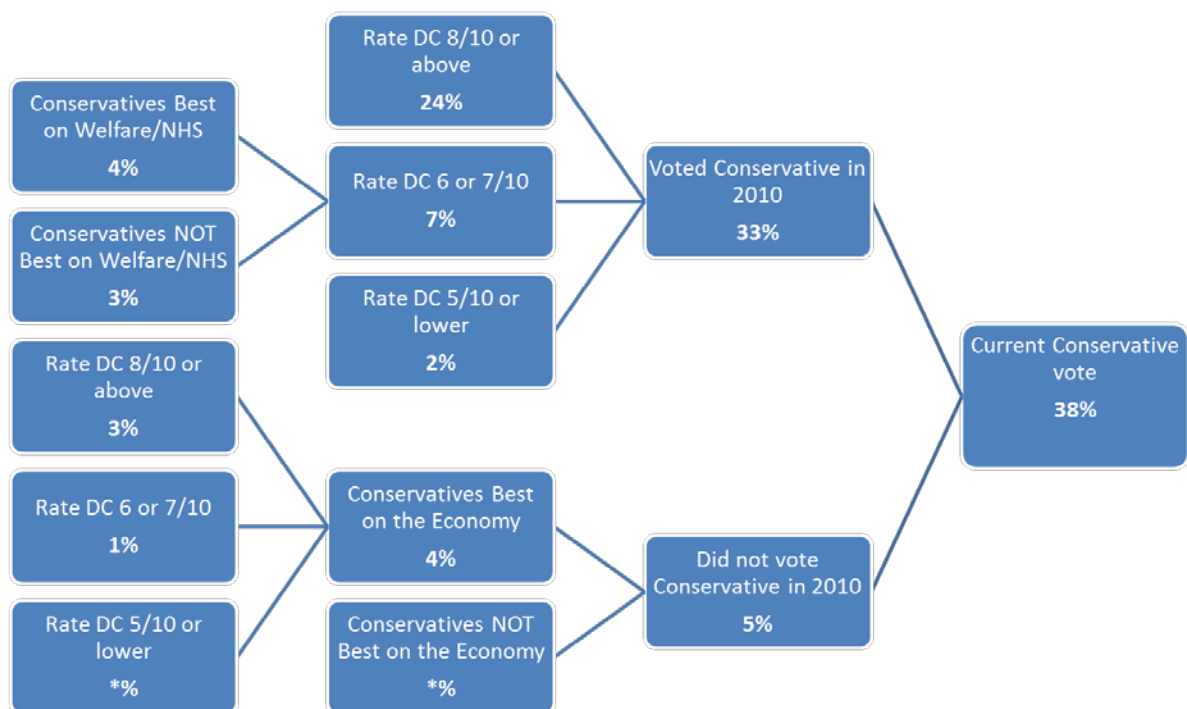 Conservatives Best
on Welfare/NHS
4%
Conservatives NOT
Best on Welfare/NHS
3%
Rate DC 8/10 or
above
3%
Rate DC 6 or 7/10
1%
Rate DC 5/10 or
lower
*%
Rate DC 8/10 or
above
24%
Rate DC 6 or 7/10
7%
Rate DC 5/10 or
lower
2%
Conservatives Best
on the Economy
4%
Conservatives NOT
Best on the Economy
*%
Voted Conservative in
2010
33%
Did not vote
Conservative in 2010
5%
Current Conservative
vote
38%